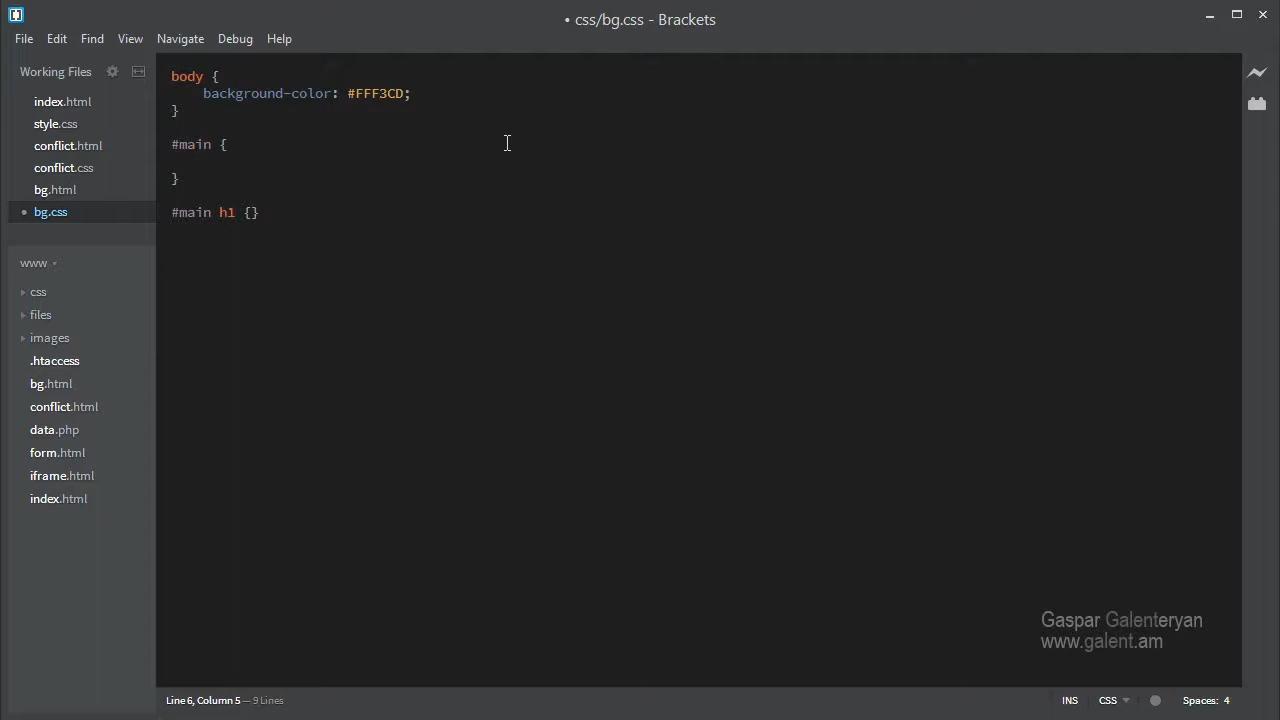 • css/bg.css - Brackets
File Edit Find View Navigate Debug Help
Working Files
index.html
style.css
conflict.html
conflict.css
bg.html
bg.css
www
css
files
images
.htaccess
bg.html
conflict.html
data.php
form.html
iframe.html
index.html
body {
background-color: #FFF3CD;
}
#main {
}
#main h1 {}
Gaspar Galenteryan
www.galent.am
Line 6, Column 5 — 9 Lines
INS CSS Spaces: 4